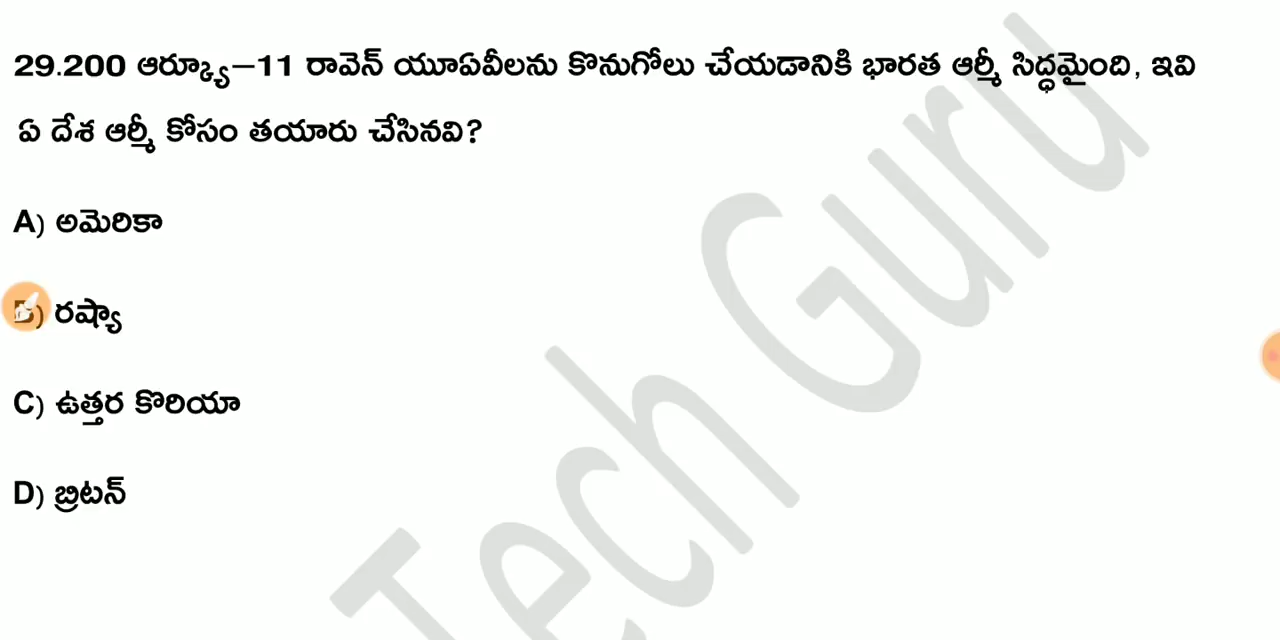 29.200 ఆర్క్యూ–11 రావెన్ యూఏవీలను కొనుగోలు చేయడానికి భారత ఆర్మీ సిద్ధమైంది, ఇవి
ఏ దేశ ఆర్మీ కోసం తయారు చేసినవి?
A) అమెరికా
B) రష్యా
C) ఉత్తర కొరియా
D) బ్రిటన్
Tech Guru